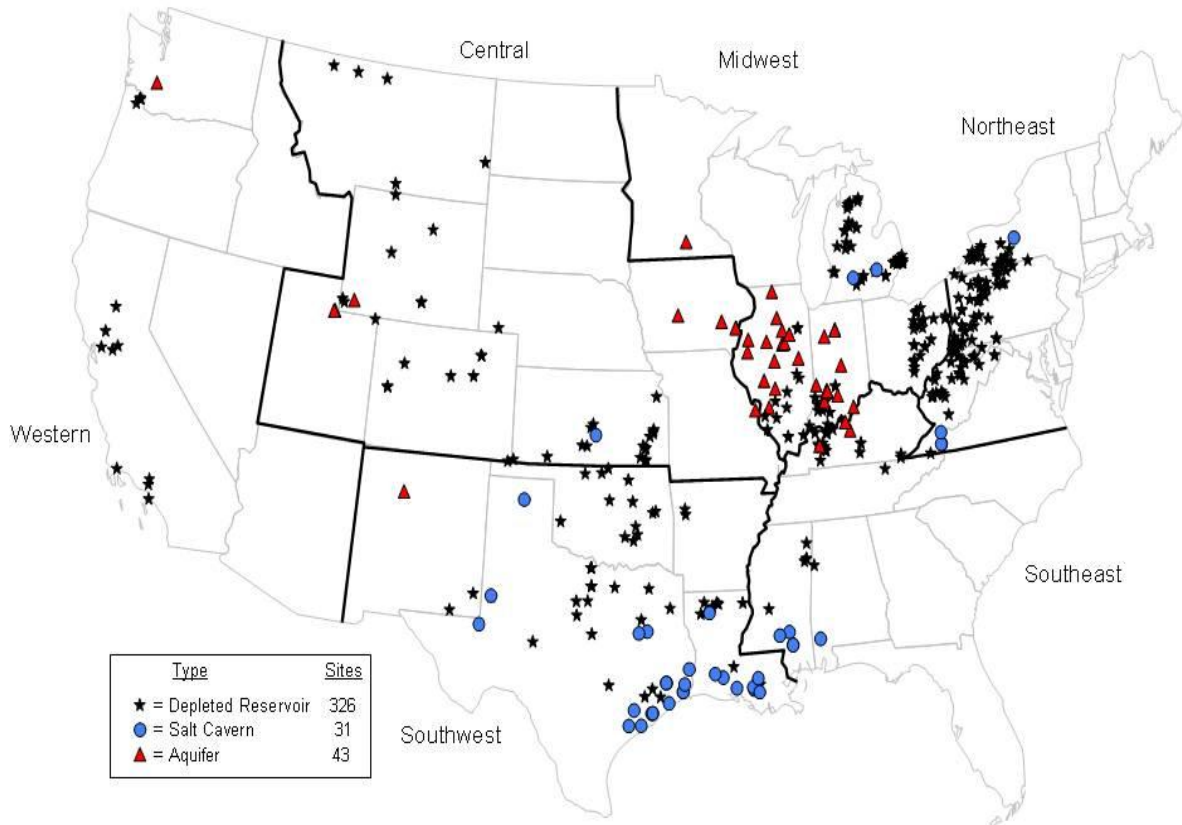 Central
Midwest
Northeast
Western
Southeast
Southwest
Type Sites
= Depleted Reservoir 326
= Salt Cavern 31
= Aquifer 43